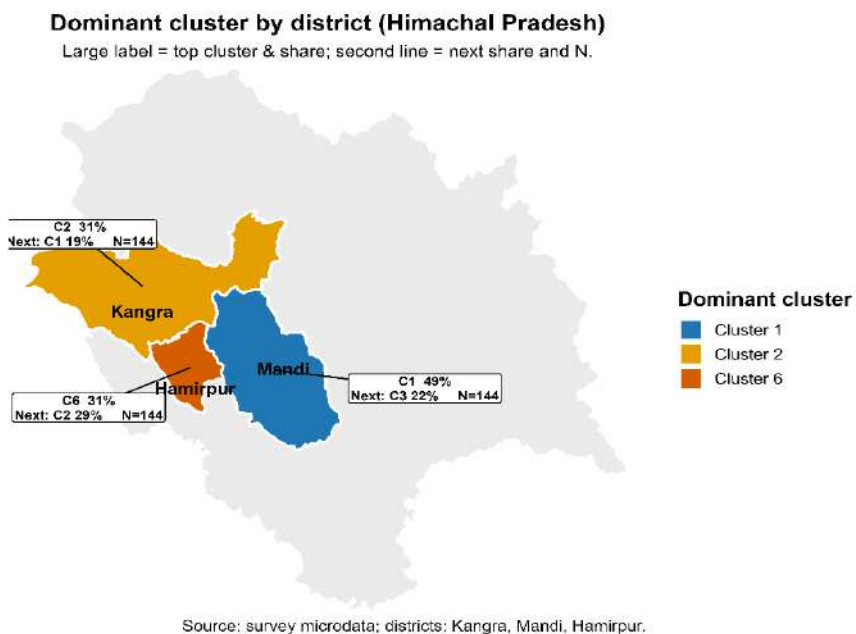 Dominant cluster by district (Himachal Pradesh)
Large label = top cluster & share; second line = next share and N.
C2 31%
Next: C1 19% N=144
Kangra
Mandi
Hamirpur
C1 49%
Next: C3 22% N=144
C6 31%
Next: C2 29% N=144
Dominant cluster
Cluster 1
Cluster 2
Cluster 6
Source: survey microdata; districts: Kangra, Mandi, Hamirpur.